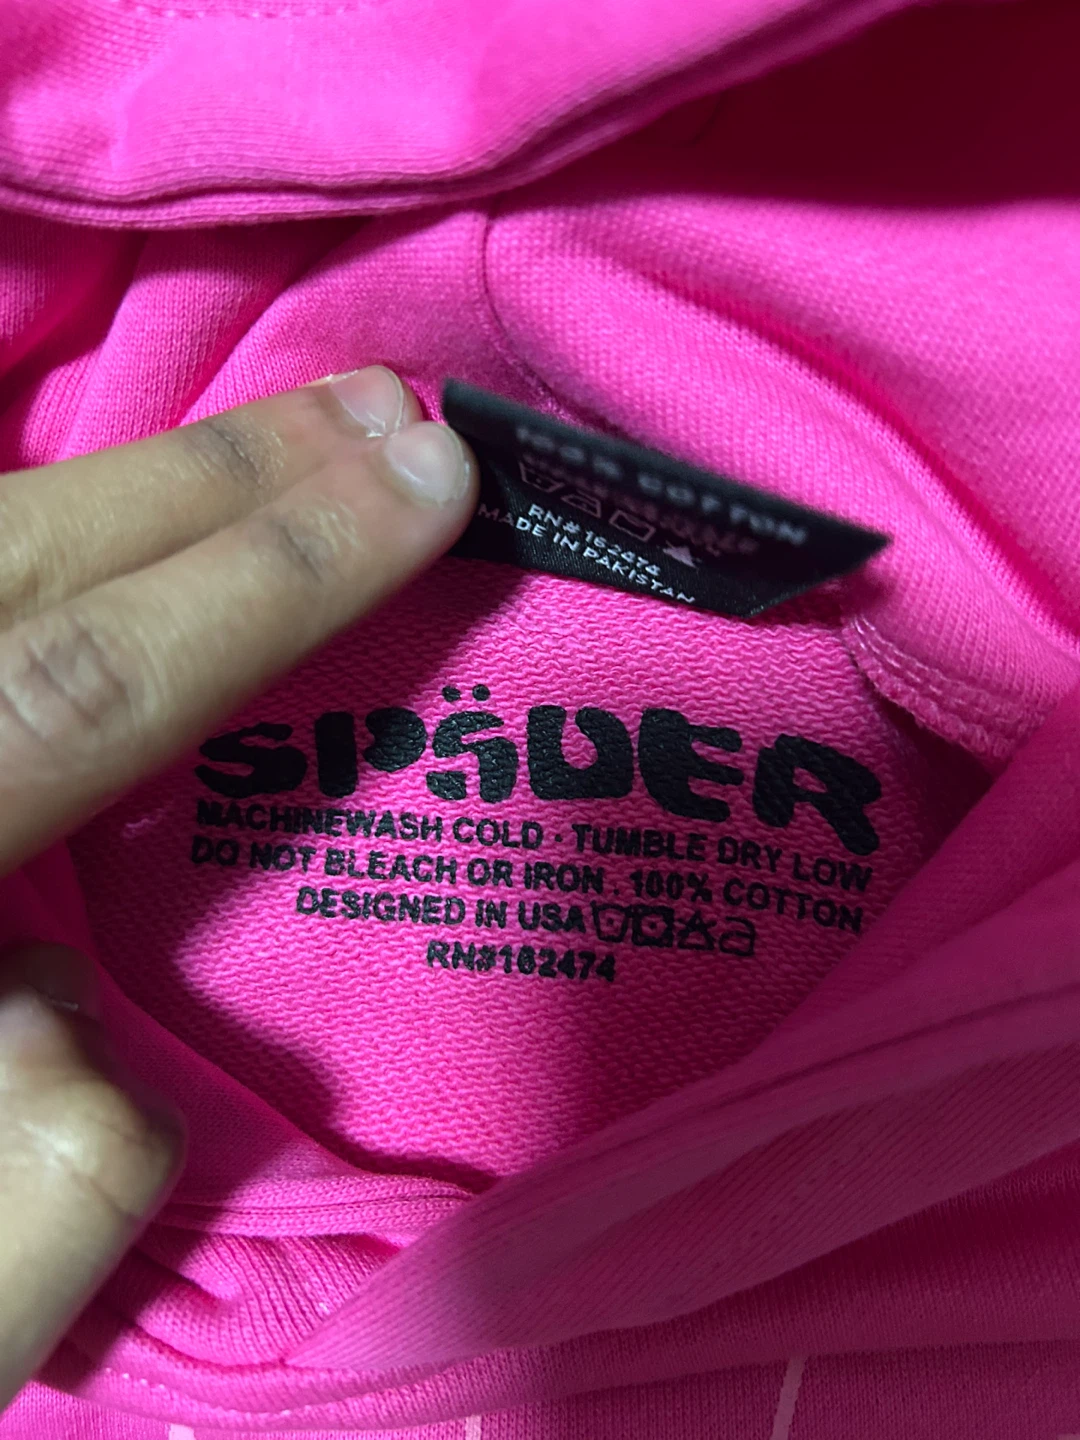 100% COTTON
RN# 162474
MADE IN PAKISTAN
SP5DER
MACHINEWASH COLD · TUMBLE DRY LOW
DO NOT BLEACH OR IRON . 100% COTTON
DESIGNED IN USA
RN#162474